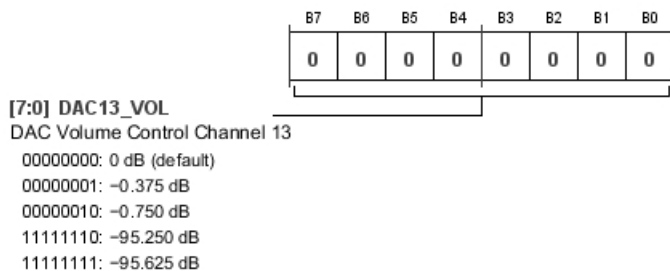 B7 B6 B5 B4 B3 B2 B1 B0
0 0 0 0 0 0 0 0
[7:0] DAC13_VOL
DAC Volume Control Channel 13
00000000: 0 dB (default)
00000001: −0.375 dB
00000010: −0.750 dB
11111110: −95.250 dB
11111111: −95.625 dB